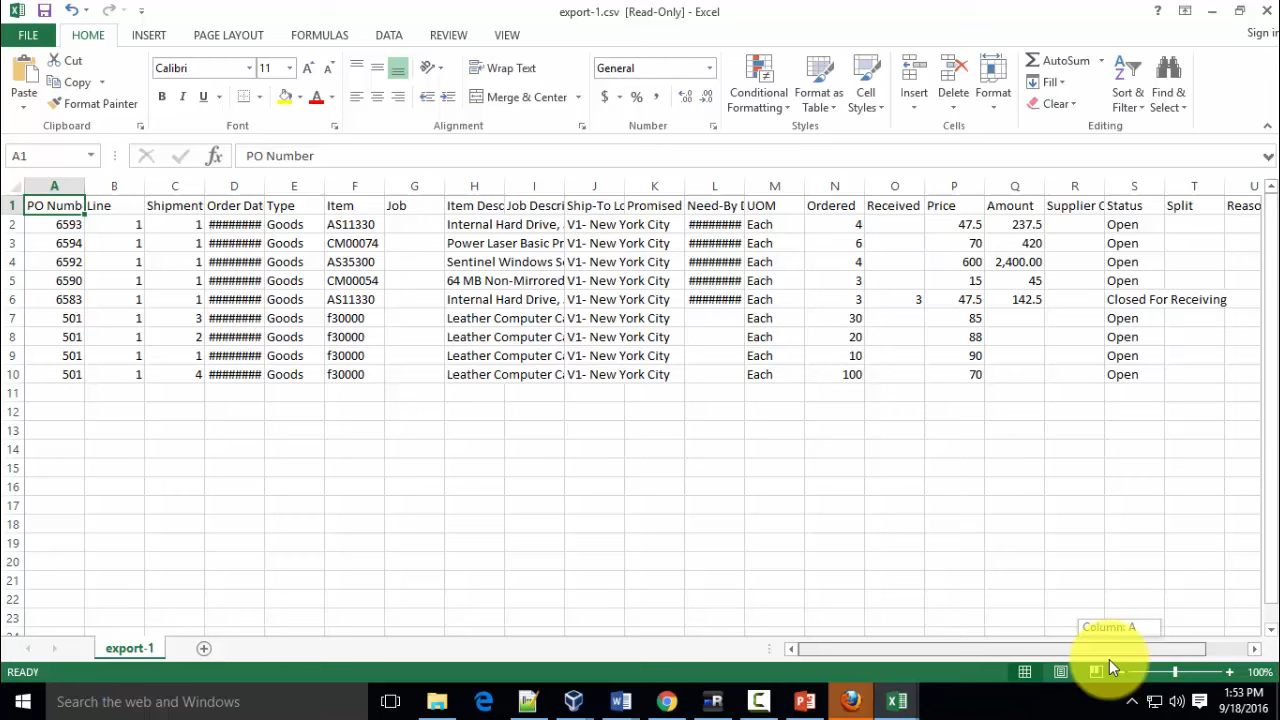 export-1.csv [Read-Only] - Excel
Sign in
FILE HOME INSERT PAGE LAYOUT FORMULAS DATA REVIEW VIEW
Paste
Cut
Copy
Format Painter
Calibri 11
B I U
Wrap Text
Merge & Center
General
$ % ,
Conditional Formatting
Format as Table
Cell Styles
Insert
Delete
Format
AutoSum
Fill
Clear
Sort & Filter
Find & Select
Clipboard Font Alignment Number Styles Cells Editing
A1 fx PO Number
A B C D E F G H I J K L M N O P Q R S T U
1 PO Numb Line Shipment Order Dat Type Item Job Item Desc Job Descri Ship-To Lo Promised Need-By D UOM Ordered Received Price Amount Supplier C Status Split Reaso
2 6593 1 1 ######## Goods AS11330 Internal Hard Drive, V1- New York City ######## Each 4 47.5 237.5 Open
3 6594 1 1 ######## Goods CM00074 Power Laser Basic Pr V1- New York City ######## Each 6 70 420 Open
4 6592 1 1 ######## Goods AS35300 Sentinel Windows Se V1- New York City ######## Each 4 600 2,400.00 Open
5 6590 1 1 ######## Goods CM00054 64 MB Non-Mirrored V1- New York City ######## Each 3 15 45 Open
6 6583 1 1 ######## Goods AS11330 Internal Hard Drive, V1- New York City ######## Each 3 3 47.5 142.5 Closed For Receiving
7 501 1 3 ######## Goods f30000 Leather Computer Ca V1- New York City Each 30 85 Open
8 501 1 2 ######## Goods f30000 Leather Computer Ca V1- New York City Each 20 88 Open
9 501 1 1 ######## Goods f30000 Leather Computer Ca V1- New York City Each 10 90 Open
10 501 1 4 ######## Goods f30000 Leather Computer Ca V1- New York City Each 100 70 Open
11
12
13
14
15
16
17
18
19
20
21
22
23
Column: A
export-1
READY 100%
Search the web and Windows
1:53 PM
9/18/2016